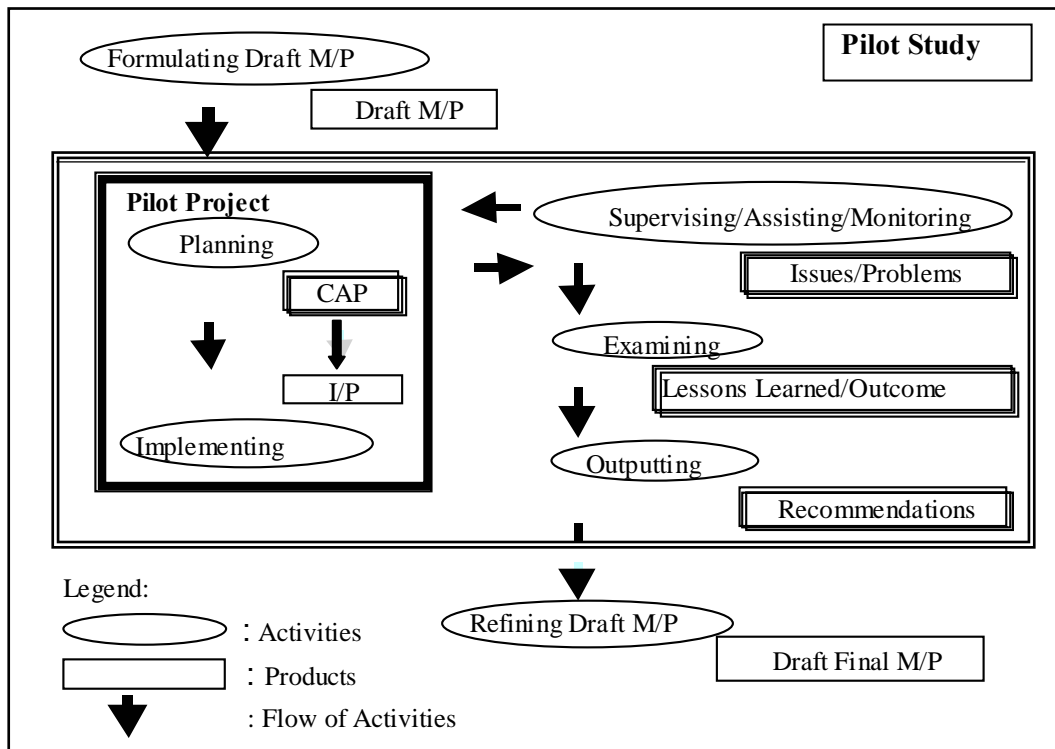 Pilot Study
Formulating Draft M/P
Draft M/P
Pilot Project
Planning
CAP
I/P
Implementing
Supervising/Assisting/Monitoring
Issues/Problems
Examining
Lessons Learned/Outcome
Outputting
Recommendations
Refining Draft M/P
Draft Final M/P
Legend:
: Activities
: Products
: Flow of Activities